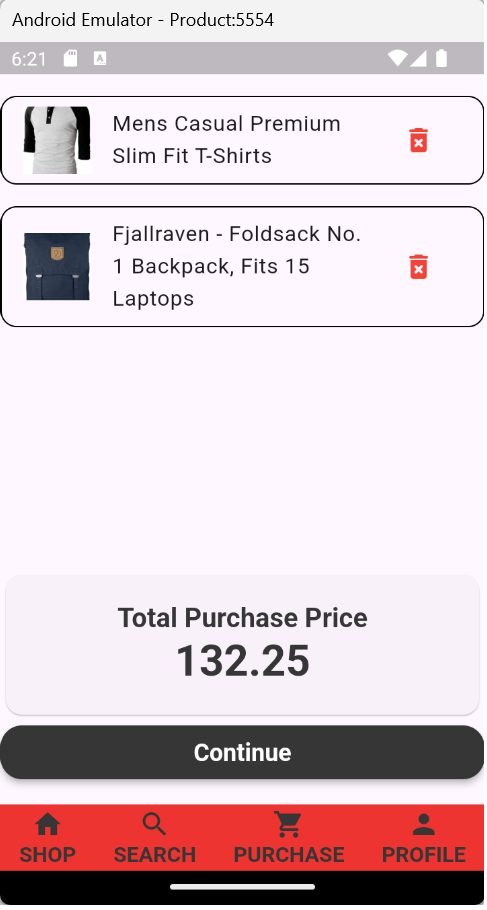 Android Emulator - Product:5554
6:21 A
Mens Casual Premium
Slim Fit T-Shirts
Fjallraven - Foldsack No.
1 Backpack, Fits 15
Laptops
Total Purchase Price
132.25
Continue
SHOP SEARCH PURCHASE PROFILE